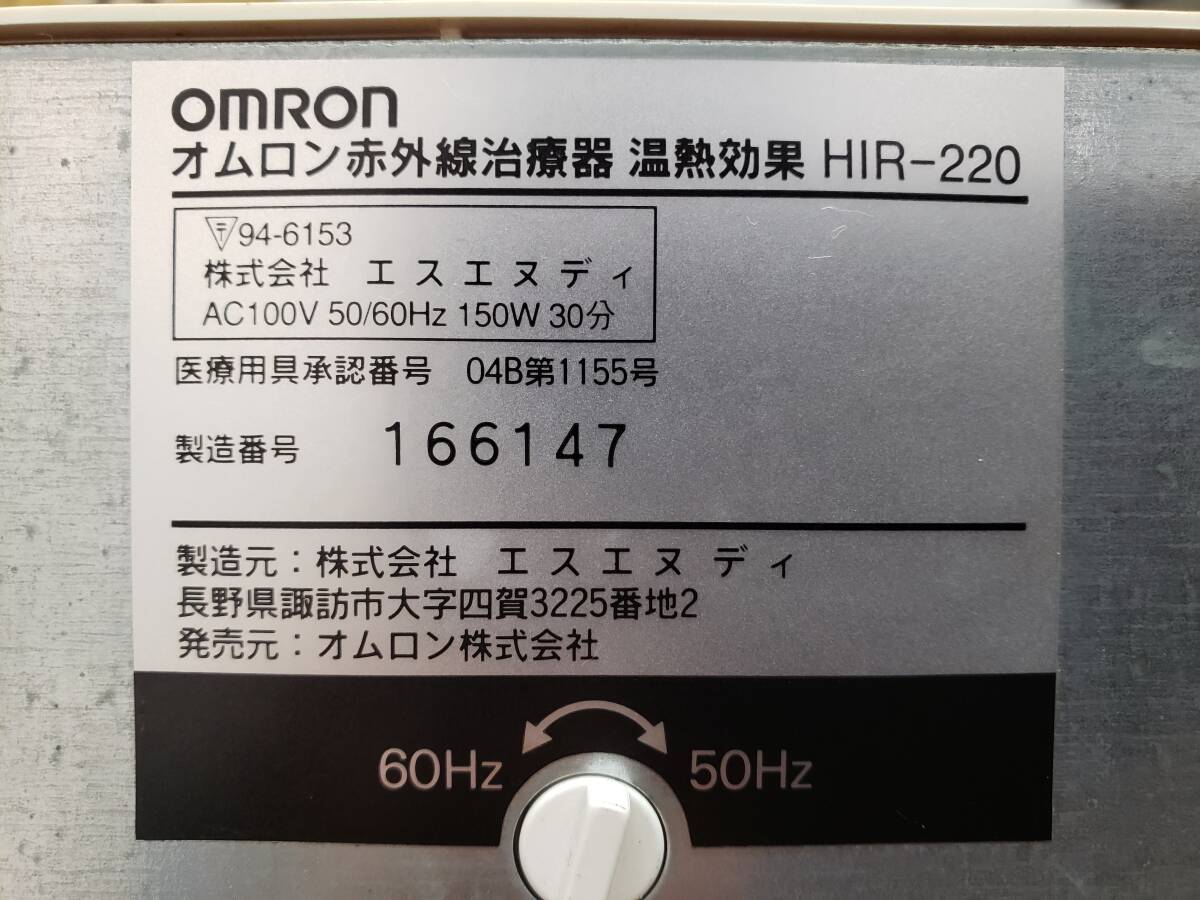 OMRON
オムロン赤外線治療器 温熱効果 HIR-220
〒94-6153
株式会社 エスエヌディ
AC100V 50/60Hz 150W 30分
医療用具承認番号 04B第1155号
製造番号 166147
製造元：株式会社 エスエヌディ
長野県諏訪市大字四賀3225番地2
発売元：オムロン株式会社
60Hz 50Hz